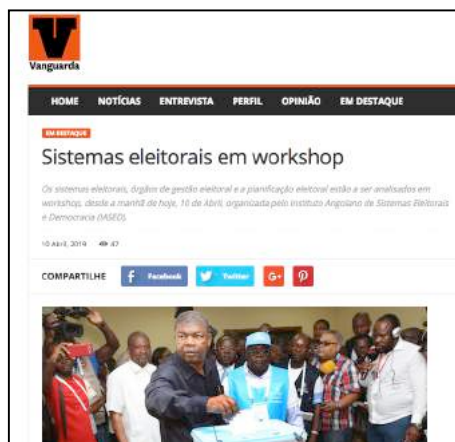 V
Vanguarda
HOME NOTÍCIAS ENTREVISTA PERFIL OPINIÃO EM DESTAQUE
EM DESTAQUE
Sistemas eleitorais em workshop
Os sistemas eleitorais, órgãos de gestão eleitoral e a planificação eleitoral estão a ser analisados em
workshop, desde a manhã de hoje, 10 de Abril, organizada pelo Instituto Angolano de Sistemas Eleitorais
e Democracia (IASED).
10 Abril, 2019 47
COMPARTILHE f Facebook Twitter G+